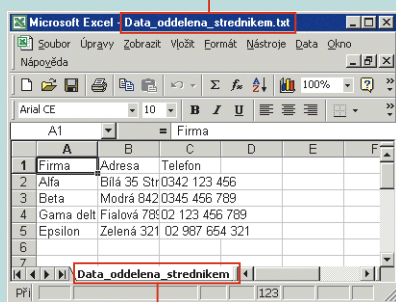 Microsoft Excel - Data_oddelena_strednikem.txt
Soubor Úpravy Zobrazit Vložit Formát Nástroje Data Okno
Nápověda
100%
Arial CE 10 B I U
A1 = Firma
A B C D E F
1 Firma Adresa Telefon
2 Alfa Bílá 35 Str 0342 123 456
3 Beta Modrá 842 0345 456 789
4 Gama delt Fialová 789 02 123 456 789
5 Epsilon Zelená 321 02 987 654 321
6
7
Data_oddelena_strednikem
Při 123